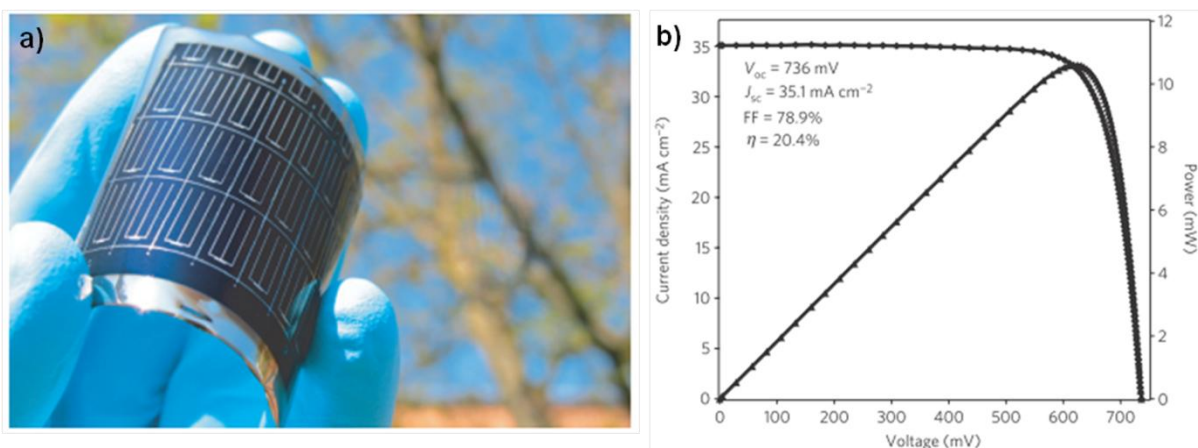 a)
b)
V_oc = 736 mV
J_sc = 35.1 mA cm⁻²
FF = 78.9%
η = 20.4%
Current density (mA cm⁻²)
35
30
25
20
15
10
5
0
12
10
8
6
4
2
0
Power (mW)
0 100 200 300 400 500 600 700
Voltage (mV)